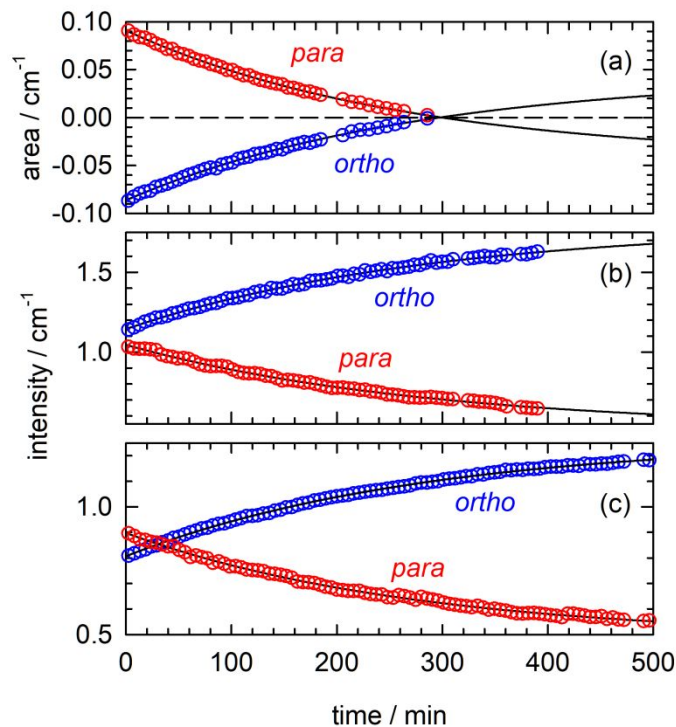 0.10
para
(a)
0.05
0.00
-0.05
ortho
-0.10
area / cm⁻¹
1.5
(b)
ortho
1.0
para
intensity / cm⁻¹
(c)
1.0
ortho
para
0.5
0 100 200 300 400 500
time / min